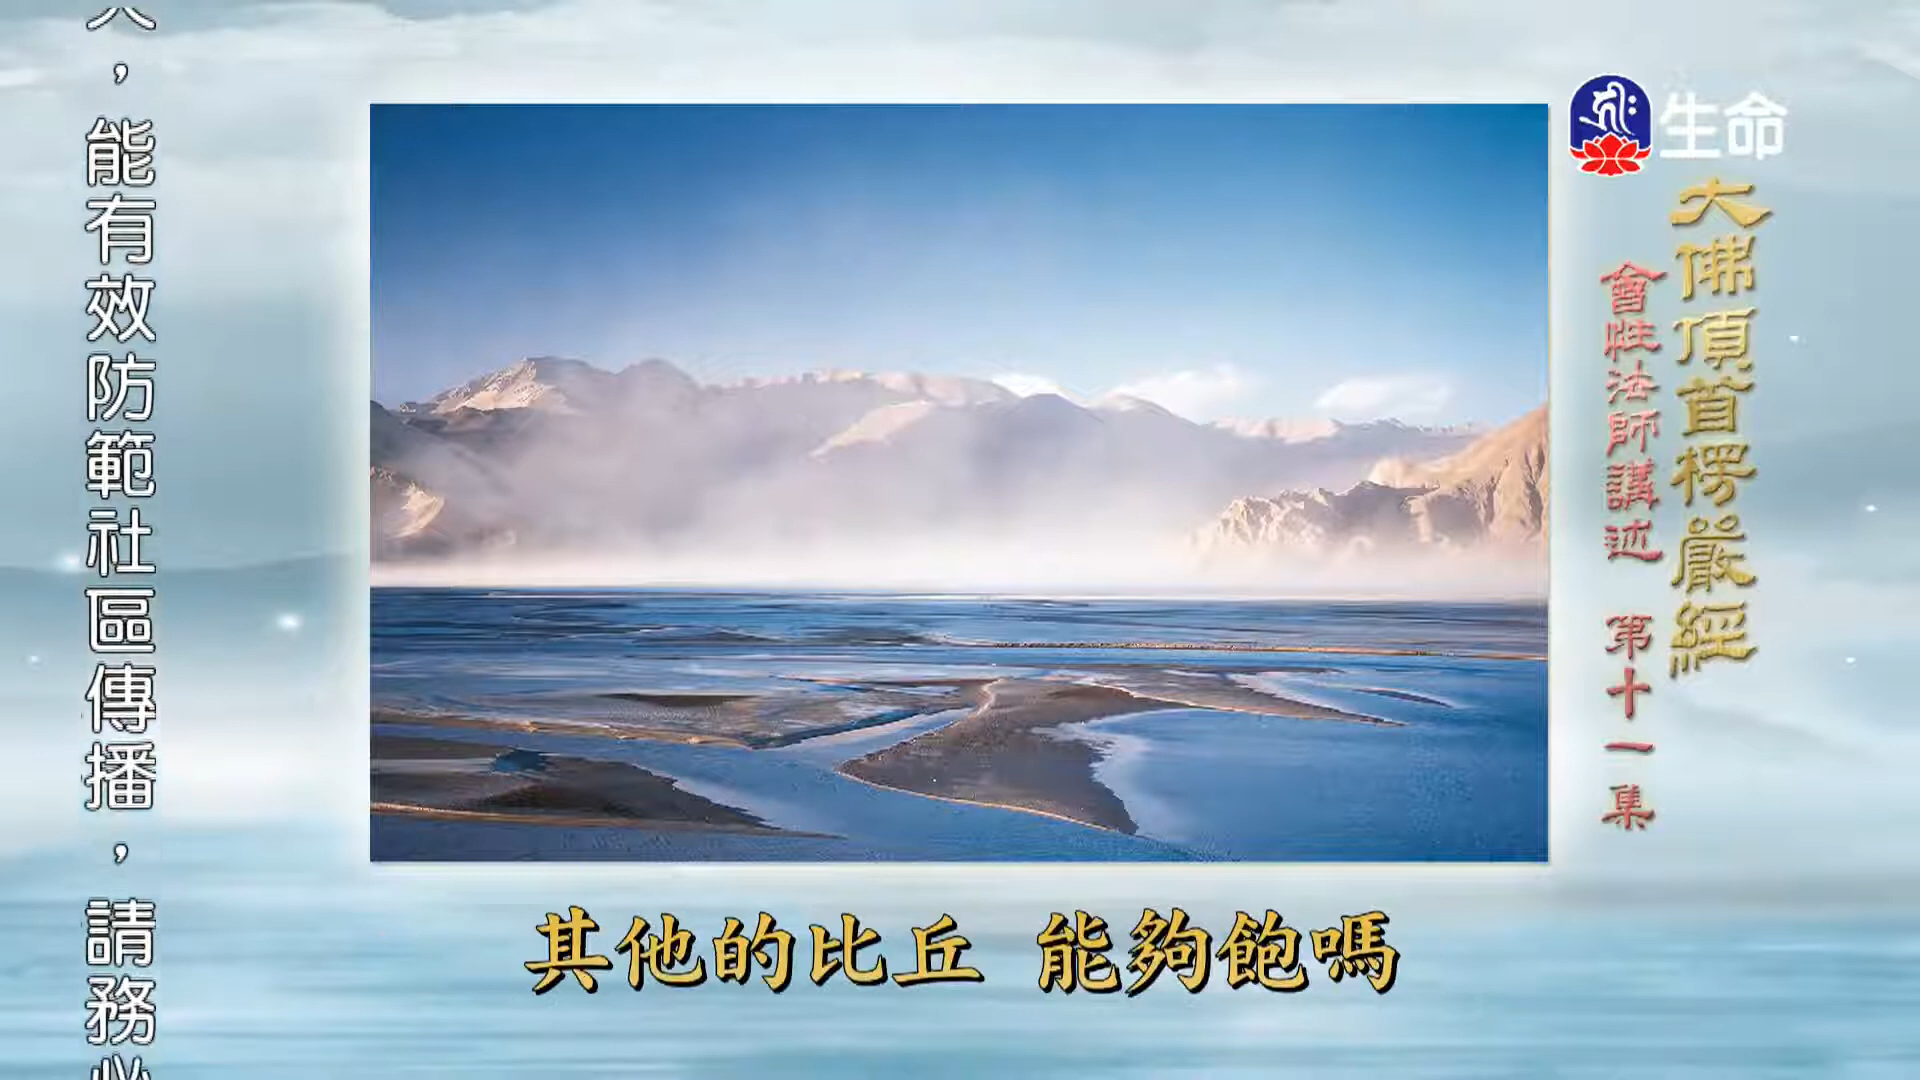 生命
大佛頂首楞嚴經
會性法師講述 第十一集
，能有效防範社區傳播，請務必
其他的比丘 能夠飽嗎